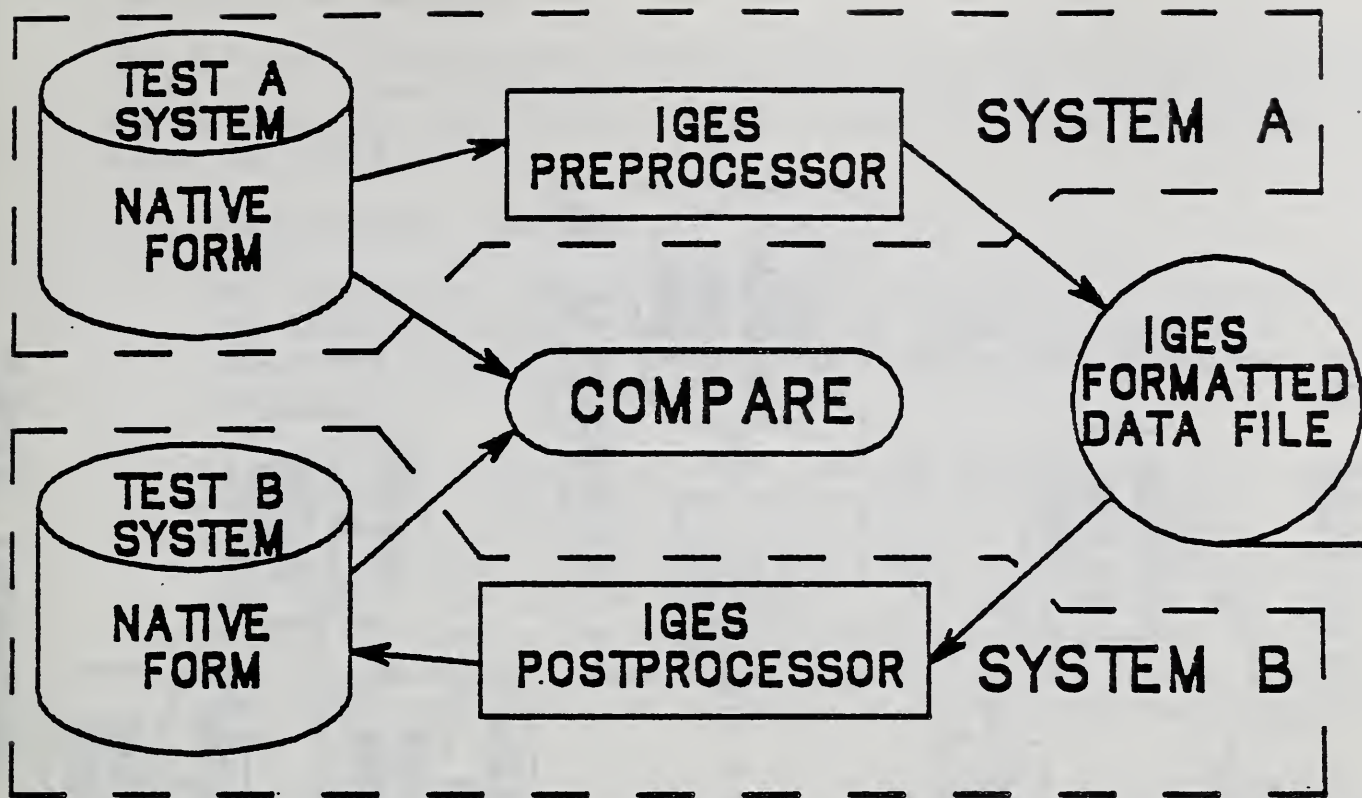 TEST A
SYSTEM
NATIVE
FORM
IGES
PREPROCESSOR
SYSTEM A
COMPARE
IGES
FORMATTED
DATA FILE
TEST B
SYSTEM
NATIVE
FORM
IGES
POSTPROCESSOR
SYSTEM B